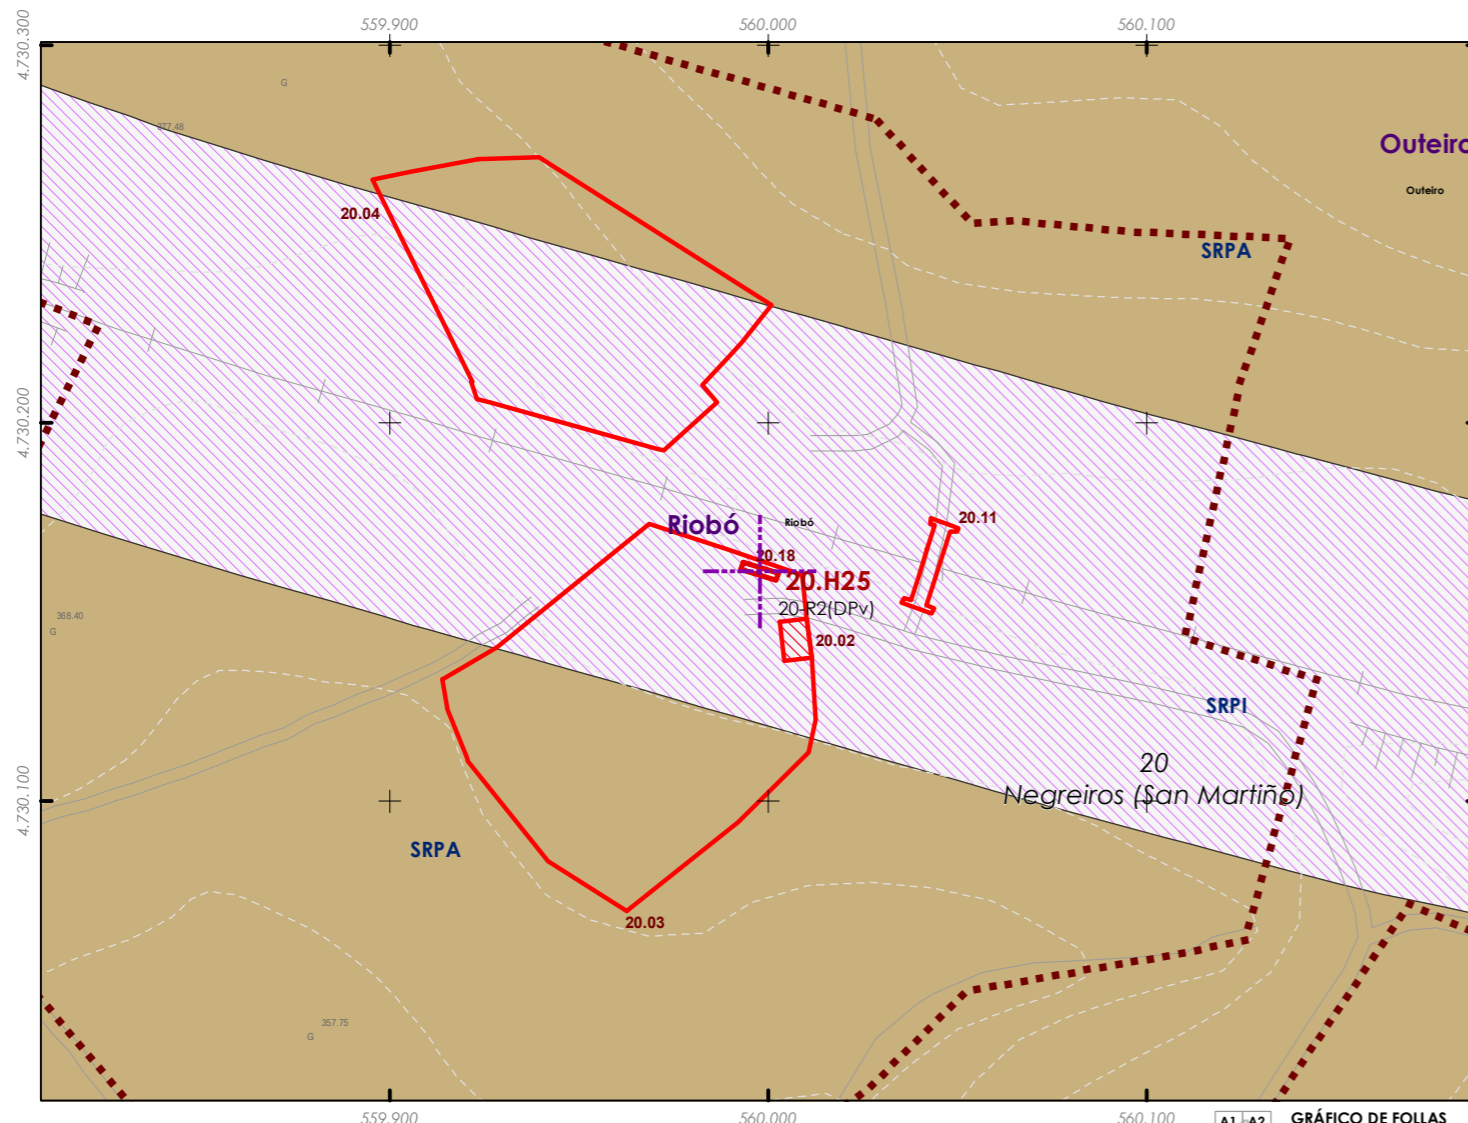 559.900
560.000
560.100
4.730.300
G
377.48
Outeiro
Outeiro
20.04
SRPA
4.730.200
Riobó
Riobó
20.11
20.18
20.H25
20-R2(DPv)
20.02
368.40
G
SRPI
20
Negreiros (San Martiño)
4.730.100
SRPA
20.03
357.75
G
559.900
560.000
560.100
A1 A2
GRÁFICO DE FOLLAS